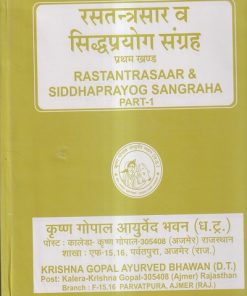 रसतन्त्रसार व
सिद्धप्रयोग संग्रह
प्रथम खण्ड
RASTANTRASAAR &
SIDDHAPRAYOG SANGRAHA
PART-1
कृष्ण गोपाल आयुर्वेद भवन (ध.ट्र.)
पोस्ट : कालेडा- कृष्ण गोपाल-305408 (अजमेर) राजस्थान
शाखा : एफ-15,16, पर्वतपुरा, अजमेर (राज.)
KRISHNA GOPAL AYURVED BHAWAN (D.T.)
Post: Kalera-Krishna Gopal-305408 (Ajmer) Rajasthan
Branch : F-15,16 PARVATPURA, AJMER (RAJ.)